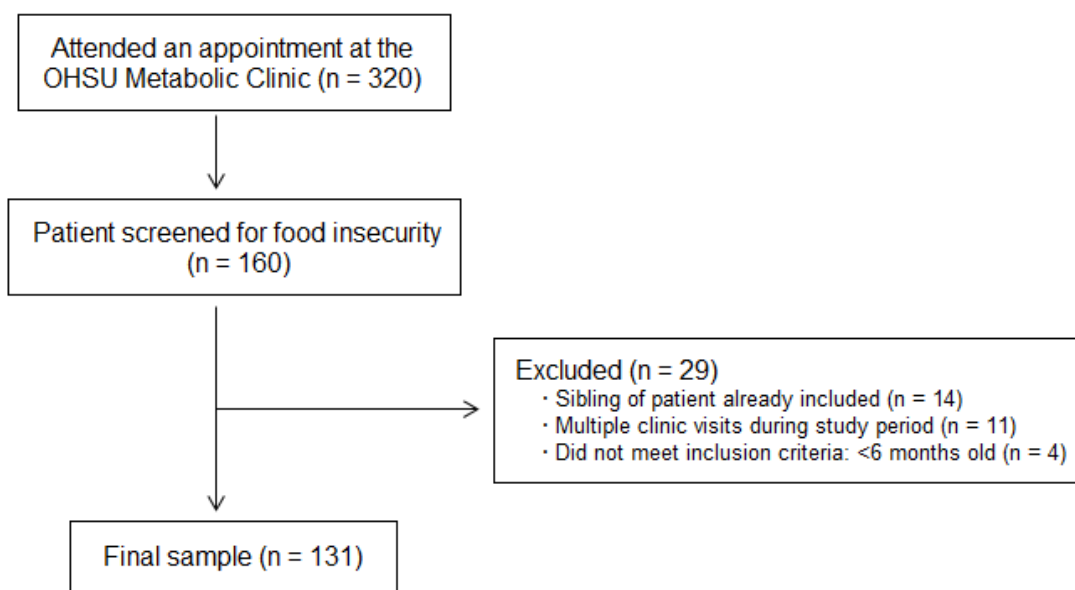 Attended an appointment at the
OHSU Metabolic Clinic (n = 320)
Patient screened for food insecurity
(n = 160)
Excluded (n = 29)
· Sibling of patient already included (n = 14)
· Multiple clinic visits during study period (n = 11)
· Did not meet inclusion criteria: <6 months old (n = 4)
Final sample (n = 131)